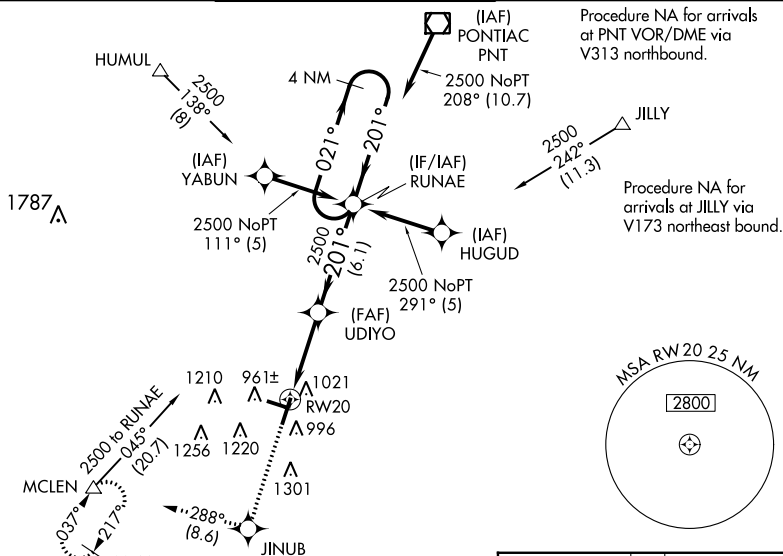 (IAF)
PONTIAC
PNT
Procedure NA for arrivals
at PNT VOR/DME via
V313 northbound.
HUMUL
4 NM
2500 NoPT
208° (10.7)
2500
138°
(8)
021°
201°
JILLY
2500
242°
(11.3)
(IAF)
YABUN
(IF/IAF)
RUNAE
1787
Procedure NA for
arrivals at JILLY via
V173 northeast bound.
2500 NoPT
111° (5)
2500
201°
(6.1)
(IAF)
HUGUD
2500 NoPT
291° (5)
(FAF)
UDIYO
MSA RW20 25 NM
2800
1210
961±
1021
RW20
2500 to RUNAE
045°
(20.7)
1256
1220
996
1301
MCLEN
037°
217°
288°
(8.6)
JINUB